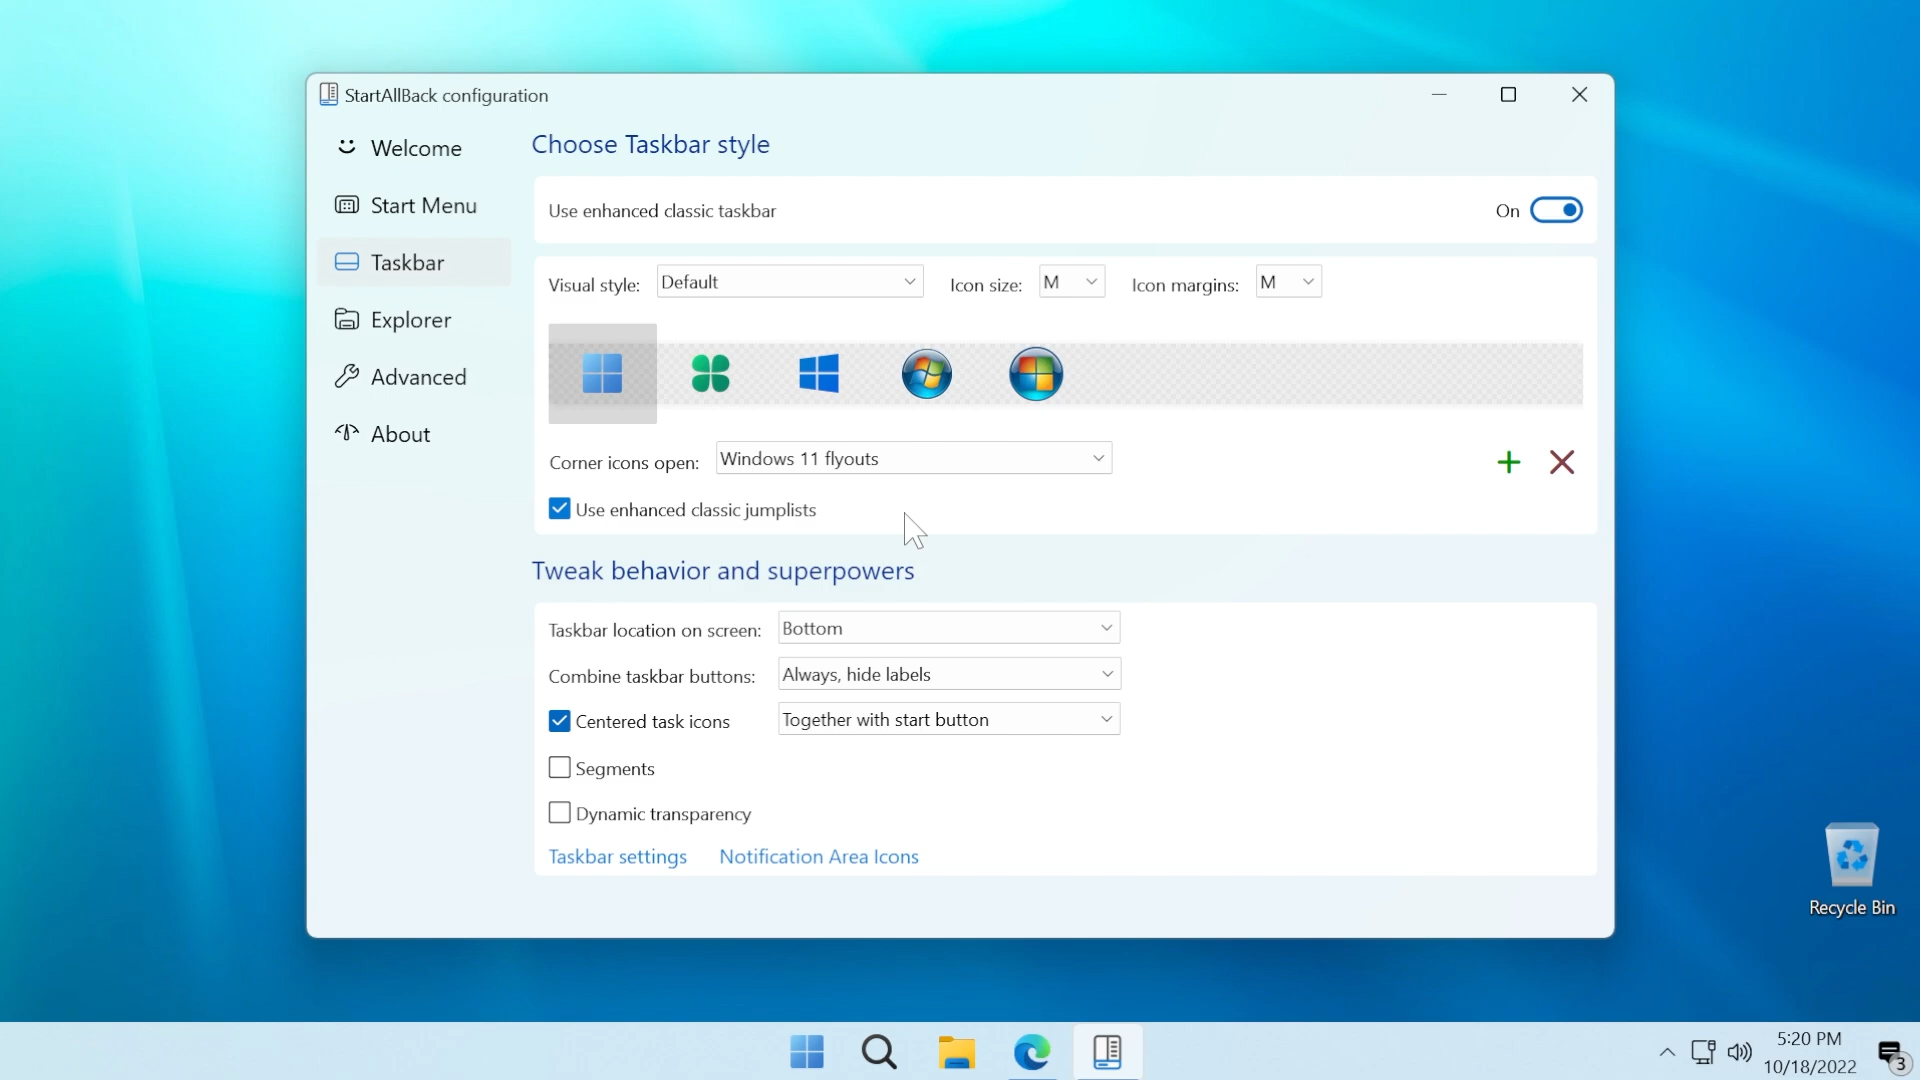 StartAllBack configuration
Welcome
Start Menu
Taskbar
Explorer
Advanced
About
Choose Taskbar style
Use enhanced classic taskbar
On
Visual style: Default Icon size: M Icon margins: M
Corner icons open: Windows 11 flyouts
Use enhanced classic jumplists
Tweak behavior and superpowers
Taskbar location on screen: Bottom
Combine taskbar buttons: Always, hide labels
Centered task icons Together with start button
Segments
Dynamic transparency
Taskbar settings Notification Area Icons
Recycle Bin
5:20 PM
10/18/2022
3